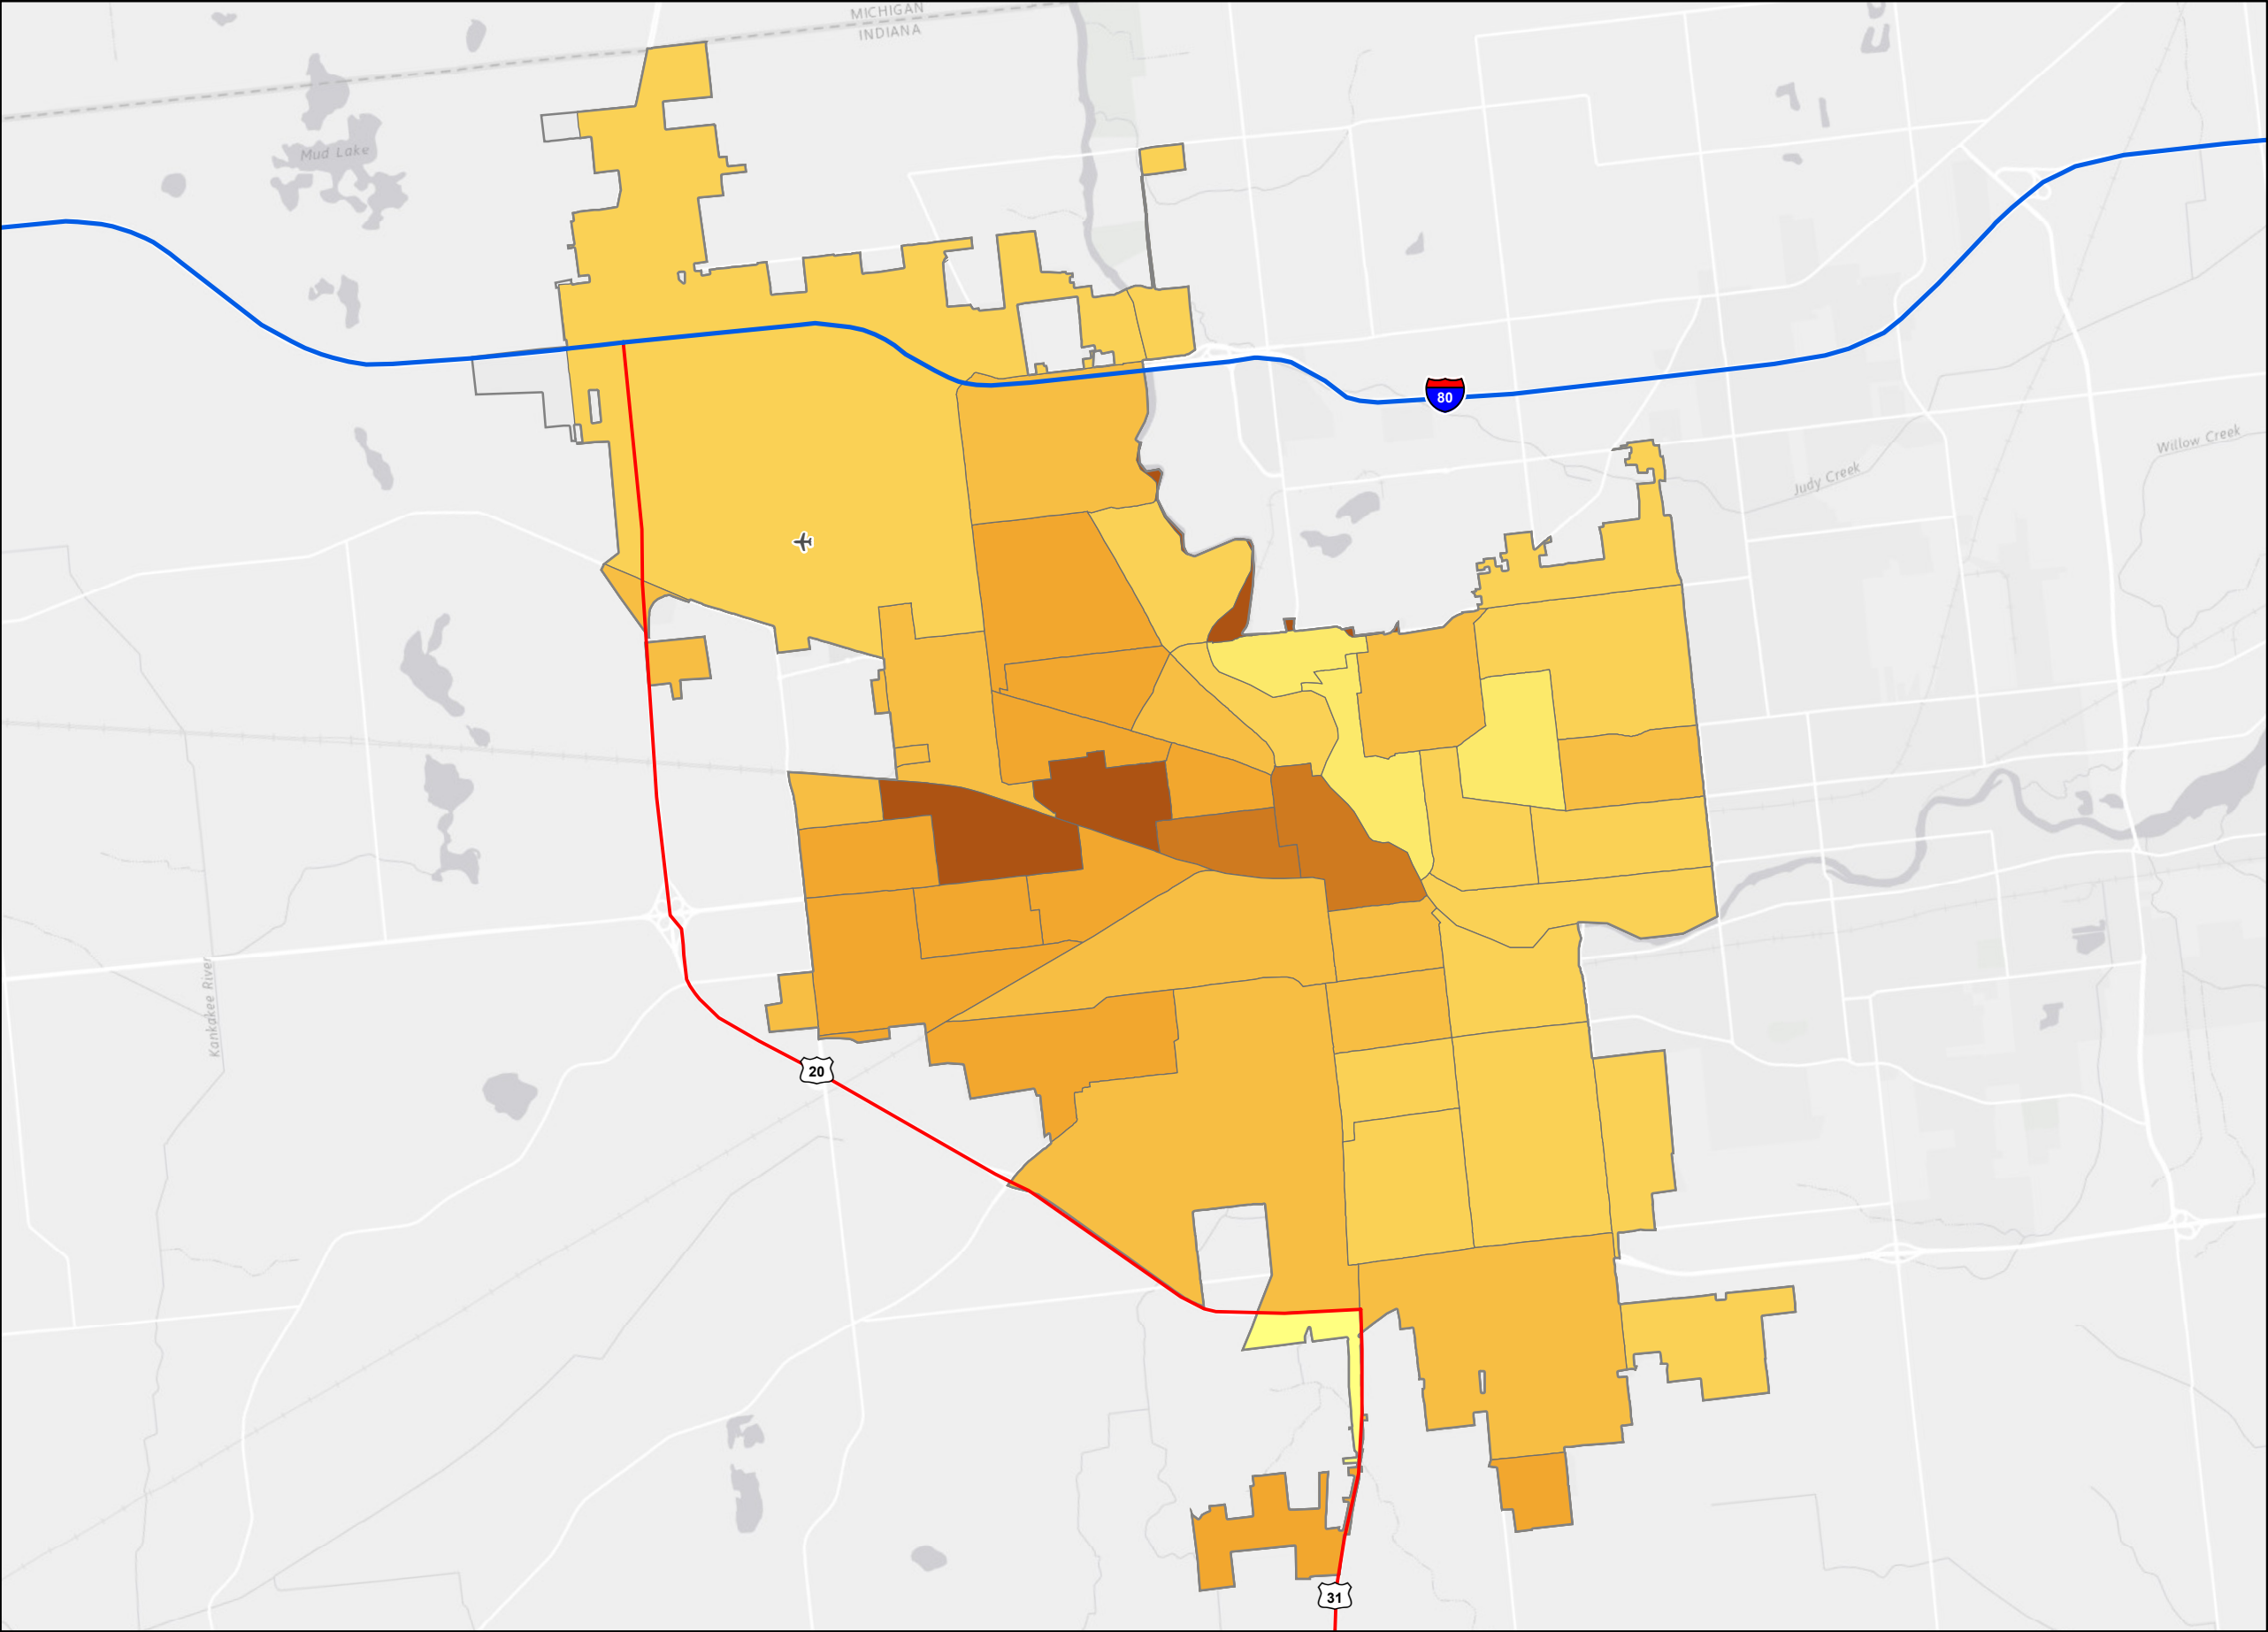 MICHIGAN
INDIANA
Mud Lake
80
Willow Creek
Judy Creek
Kankakee River
20
31